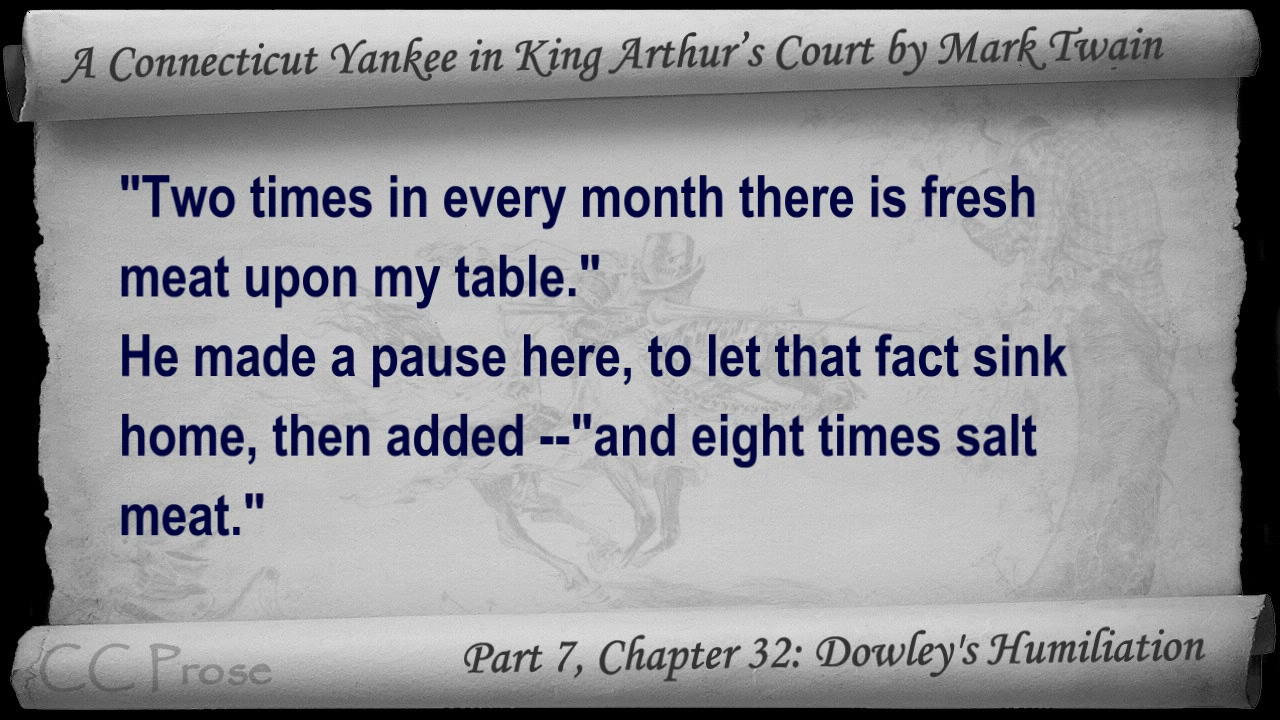 A Connecticut Yankee in King Arthur's Court by Mark Twain
"Two times in every month there is fresh
meat upon my table."
He made a pause here, to let that fact sink
home, then added --"and eight times salt
meat."
CC Prose
Part 7, Chapter 32: Dowley's Humiliation